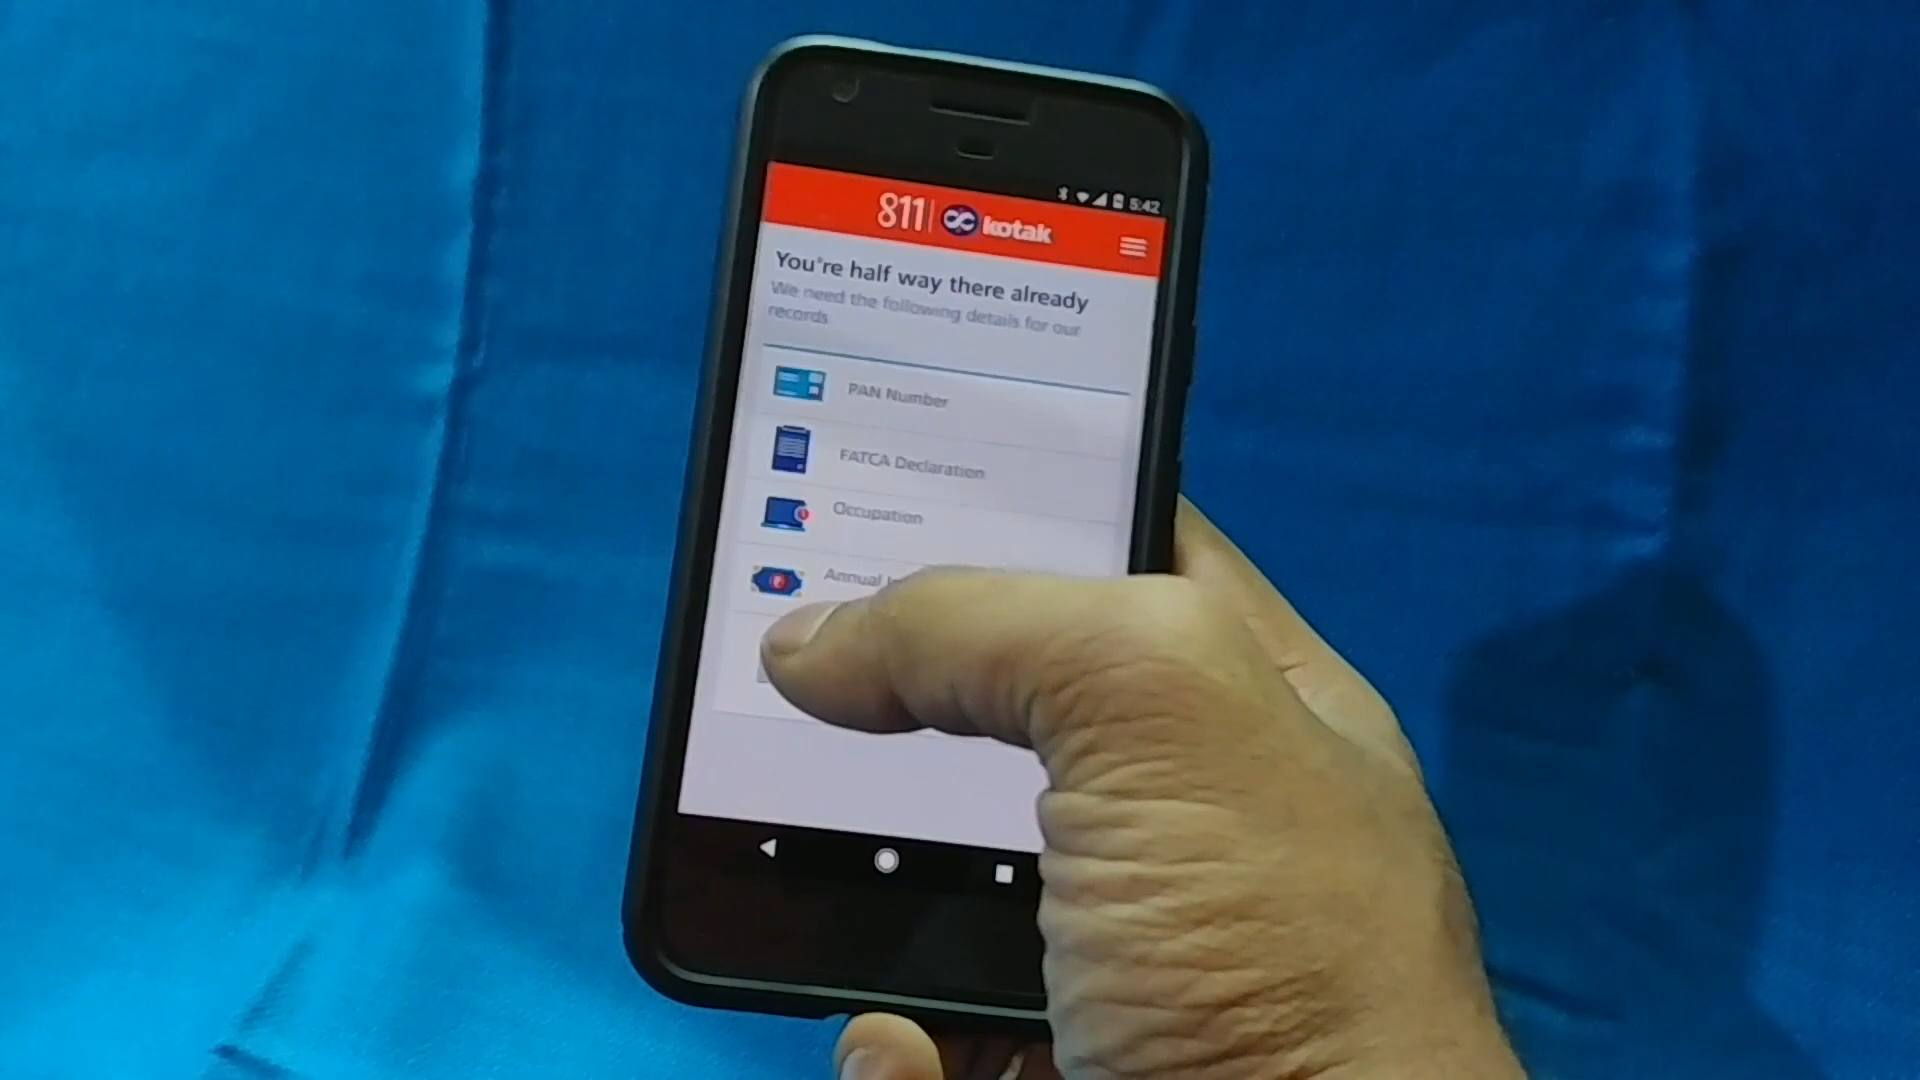 5:42
811 kotak
You're half way there already
We need the following details for our
records
PAN Number
FATCA Declaration
Occupation
Annual